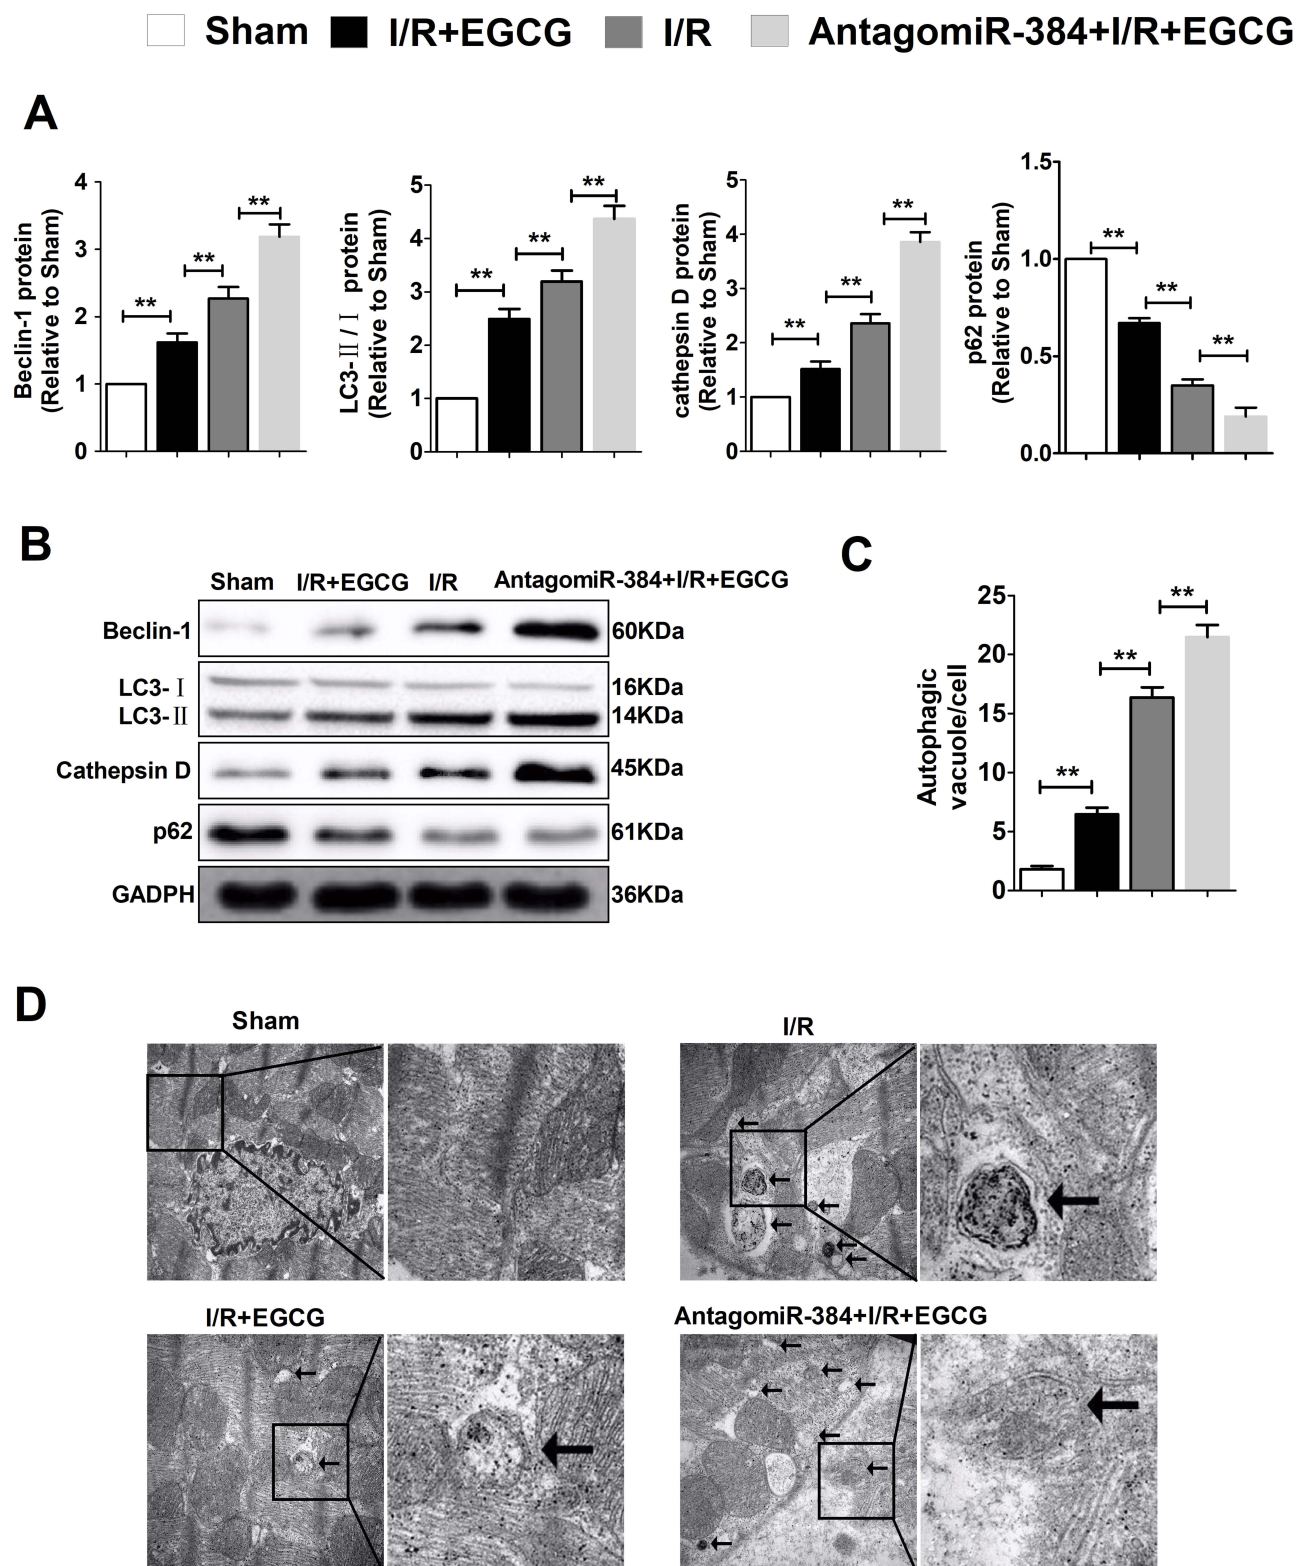 Sham I/R+EGCG I/R AntagomiR-384+I/R+EGCG
A
Beclin-1 protein
(Relative to Sham)
4
3
2
1
0
**
**
**
LC3-Ⅱ/Ⅰ protein
(Relative to Sham)
5
4
3
2
1
0
**
**
**
cathepsin D protein
(Relative to Sham)
5
4
3
2
1
0
**
**
**
p62 protein
(Relative to Sham)
1.5
1.0
0.5
0.0
**
**
**
B
Sham I/R+EGCG I/R AntagomiR-384+I/R+EGCG
Beclin-1 60KDa
LC3-Ⅰ 16KDa
LC3-Ⅱ 14KDa
Cathepsin D 45KDa
p62 61KDa
GADPH 36KDa
C
Autophagic
vacuole/cell
25
20
15
10
5
0
**
**
**
D
Sham
I/R
I/R+EGCG
AntagomiR-384+I/R+EGCG